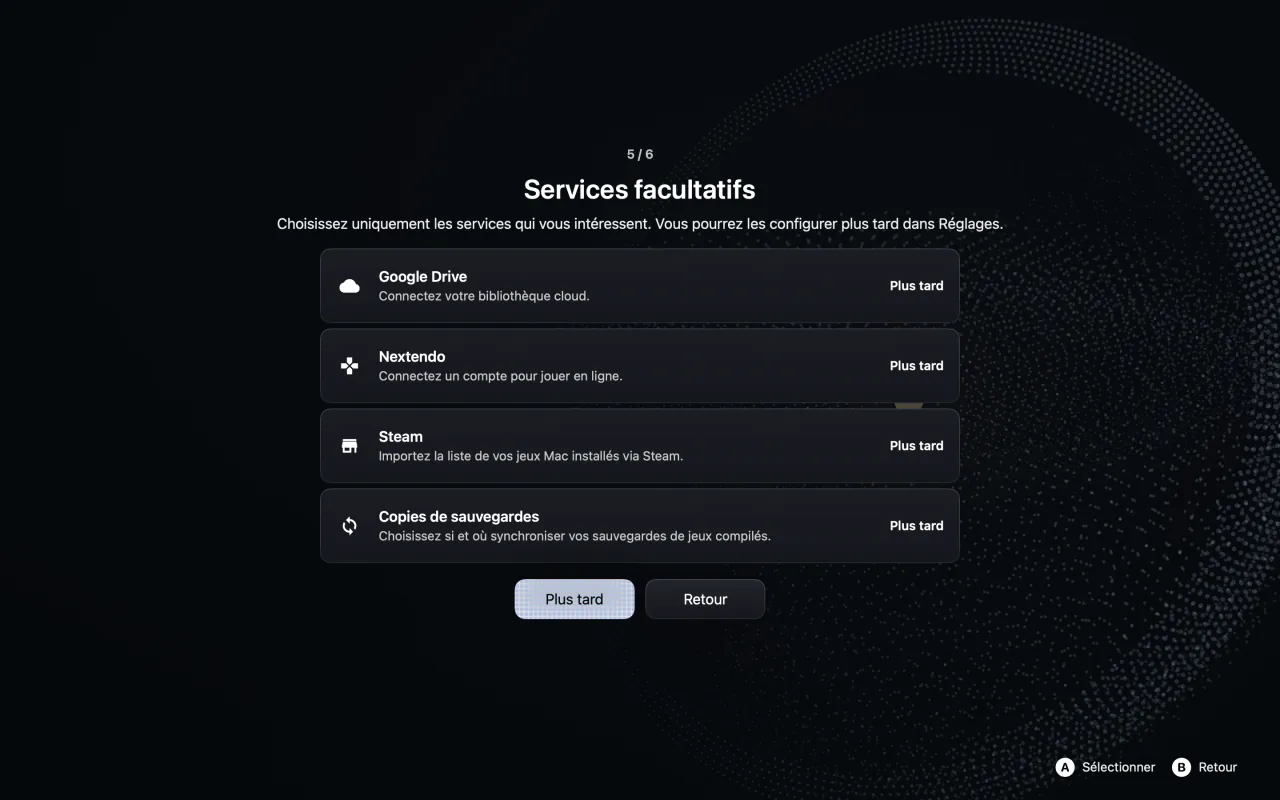 5 / 6
Services facultatifs
Choisissez uniquement les services qui vous intéressent. Vous pourrez les configurer plus tard dans Réglages.
Google Drive
Connectez votre bibliothèque cloud.
Plus tard
Nextendo
Connectez un compte pour jouer en ligne.
Plus tard
Steam
Importez la liste de vos jeux Mac installés via Steam.
Plus tard
Copies de sauvegardes
Choisissez si et où synchroniser vos sauvegardes de jeux compilés.
Plus tard
Plus tard
Retour
A Sélectionner
B Retour